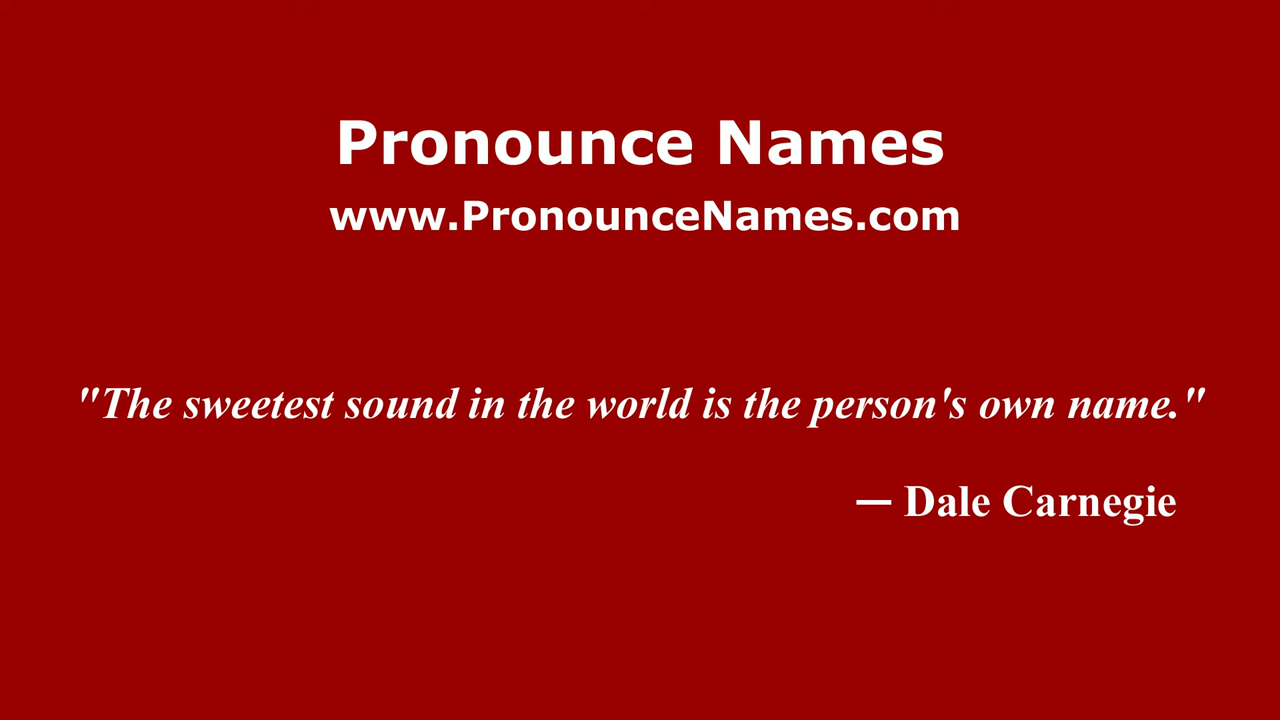 Pronounce Names
www.PronounceNames.com
"The sweetest sound in the world is the person's own name."
— Dale Carnegie